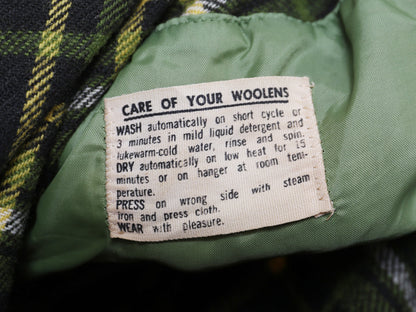 CARE OF YOUR WOOLENS
WASH automatically on short cycle or
3 minutes in mild liquid detergent and
lukewarm-cold water, rinse and spin.
DRY automatically on low heat for 15
minutes or on hanger at room tem-
perature.
PRESS on wrong side with steam
iron and press cloth.
WEAR with pleasure.